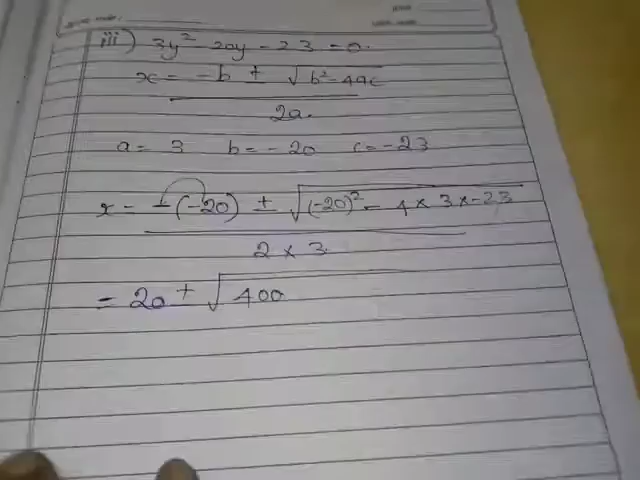 iii) 3y² - 20y - 23 = 0.
x = -b ± √b² - 4ac
2a.
a = 3 b = -20 c = -23
x = -(-20) ± √(-20)² - 4 × 3 × -23
2 × 3
= 20 ± √400